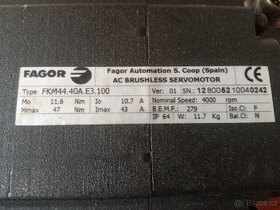 FAGOR
Fagor Automation S. Coop (Spain)
AC BRUSHLESS SERVOMOTOR
Type FKM44.40A.E3.100 Ver: 01 SN: 12800521040242
Mo 11.6 Nm Io 10.7 A Nominal Speed: 4000 rpm
Mmax 47 Nm Imax 43 A B.E.M.F: 279 Iso.Cl: F
IP 64 W: 11.7 Kg Bal.Cl: N
bazos.cz